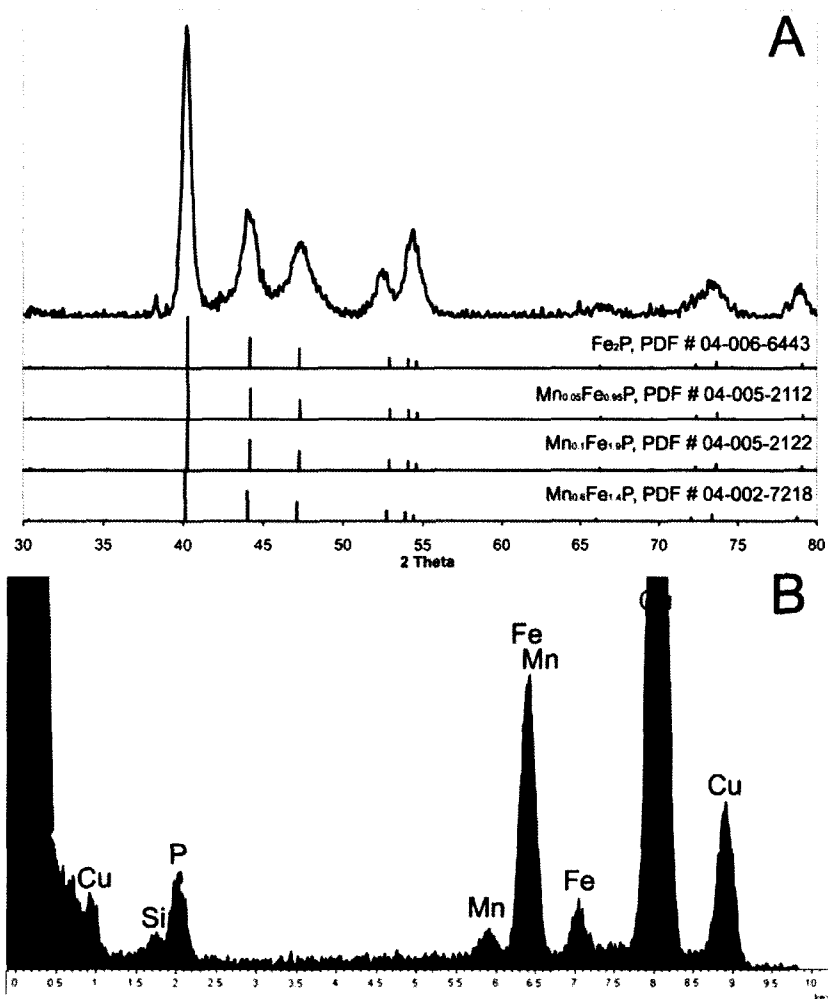 A
Fe₂P, PDF # 04-006-6443
Mn₀.₀₅Fe₀.₉₅P, PDF # 04-005-2112
Mn₀.₁Fe₁.₉P, PDF # 04-005-2122
Mn₀.₆Fe₁.₄P, PDF # 04-002-7218
30 35 40 45 50 55 60 65 70 75 80
2 Theta
B
Fe
Mn
Cu
P
Cu
Si
Mn
Fe
0 0.5 1 1.5 2 2.5 3 3.5 4 4.5 5 5.5 6 6.5 7 7.5 8 8.5 9 9.5 10